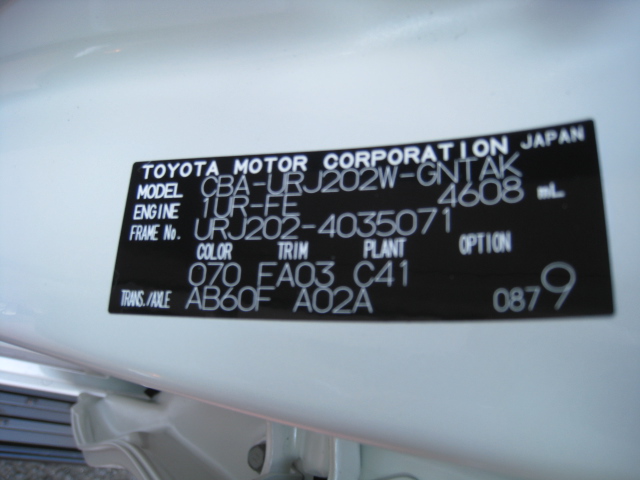 TOYOTA MOTOR CORPORATION JAPAN
MODEL CBA-URJ202W-GNTAK
ENGINE 1UR-FE 4608 mL
FRAME No. URJ202-4035071
COLOR TRIM PLANT OPTION
070 FA03 C41
TRANS./AXLE AB60F A02A 0879